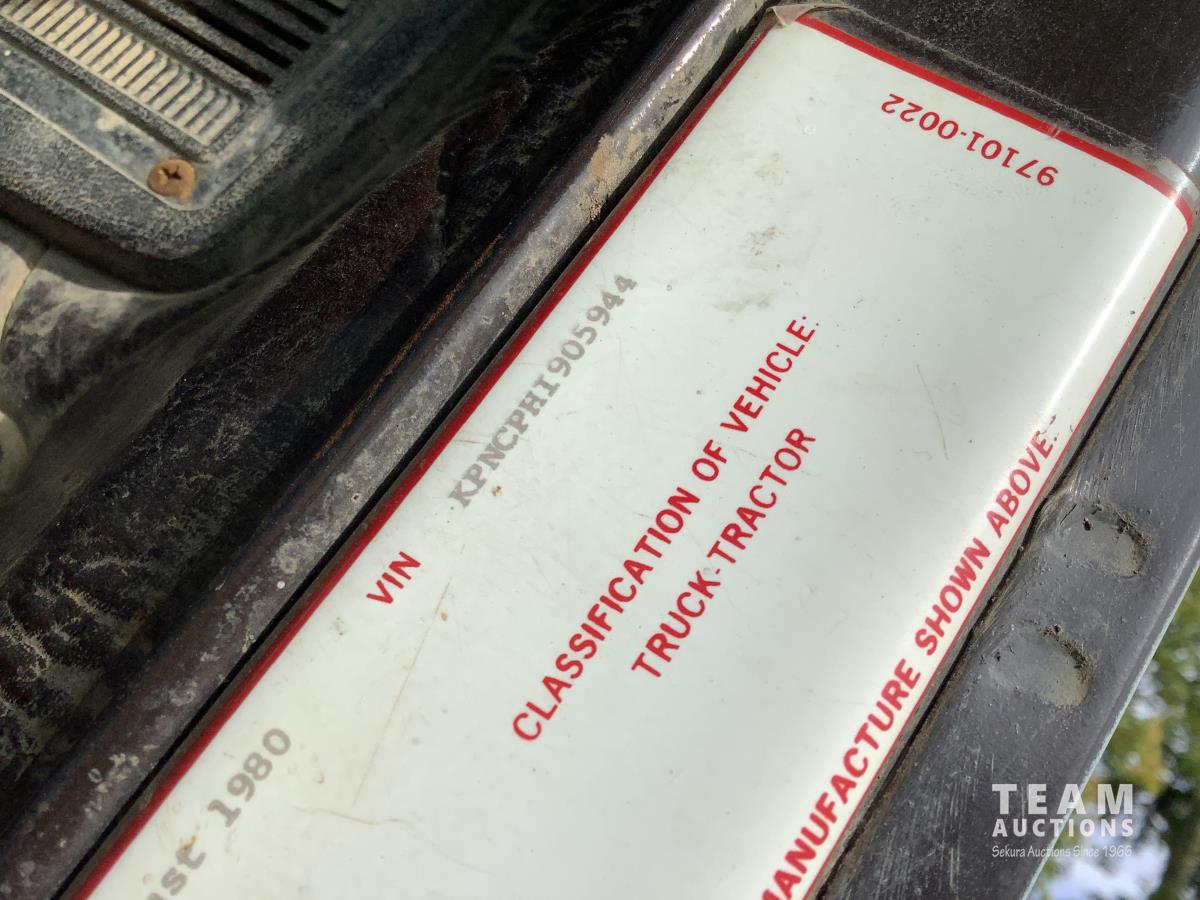 97101-0022
VIN KPNCPHI905944
CLASSIFICATION OF VEHICLE:
TRUCK-TRACTOR
MANUFACTURE SHOWN ABOVE.
1980
TEAM
AUCTIONS
Sekura Auctions Since 1966